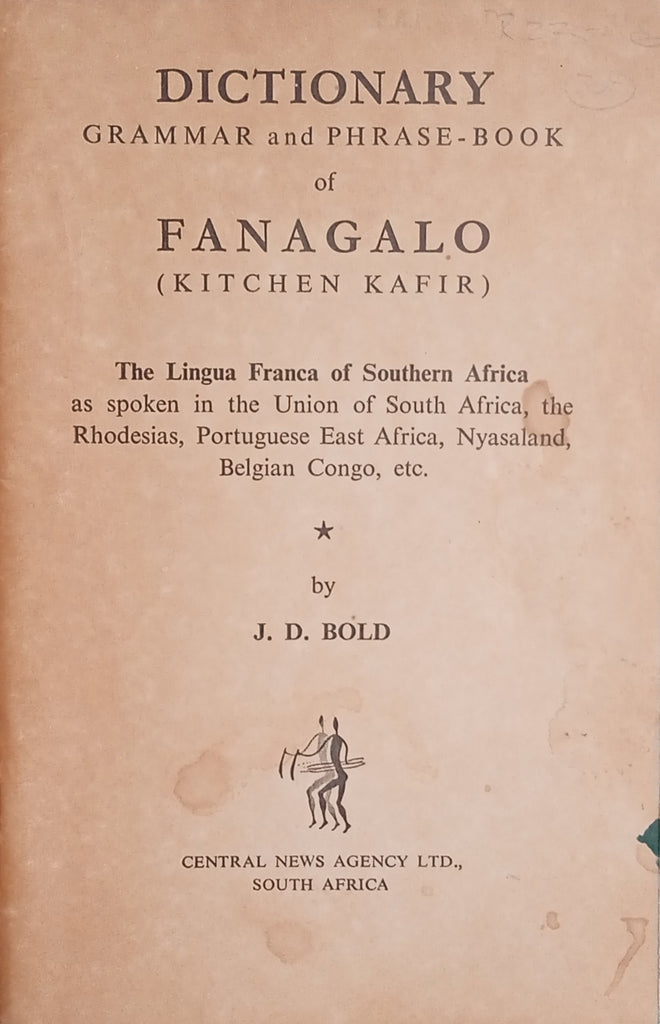 DICTIONARY
GRAMMAR and PHRASE-BOOK
of
FANAGALO
(KITCHEN KAFIR)
The Lingua Franca of Southern Africa
as spoken in the Union of South Africa, the
Rhodesias, Portuguese East Africa, Nyasaland,
Belgian Congo, etc.
★
by
J. D. BOLD
CENTRAL NEWS AGENCY LTD.,
SOUTH AFRICA